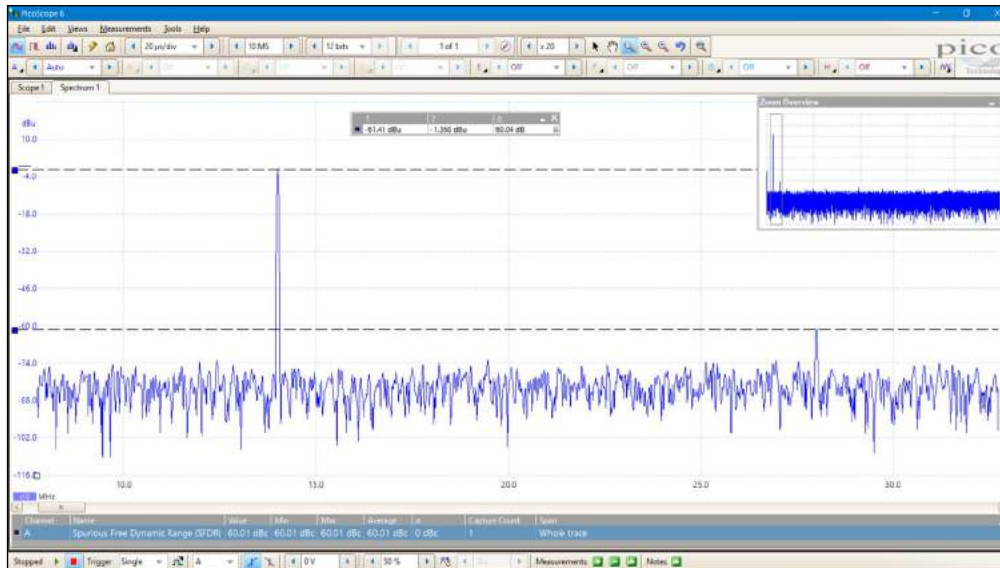 PicoScope 6
File Edit Views Measurements Tools Help
20 µs/div 10 MS 12 bits 1 of 1 x 20
pico
Technology
A Auto Off Off Off Off
Scope 1 Spectrum 1
dBu
10.0
-4.0
-18.0
-32.0
-46.0
-60.0
-74.0
-88.0
-102.0
-116.0
-61.41 dBu -1.368 dBu 60.04 dB
Zoom Overview
10.0 15.0 20.0 25.0 30.0
MHz
Channel Name Value Min Max Average σ Capture Count Span
A Spurious Free Dynamic Range (SFDR) 60.01 dBc 60.01 dBc 60.01 dBc 60.01 dBc 0 dBc 1 Whole trace
Stopped Trigger Single A 0 V 50 % Measurements Notes